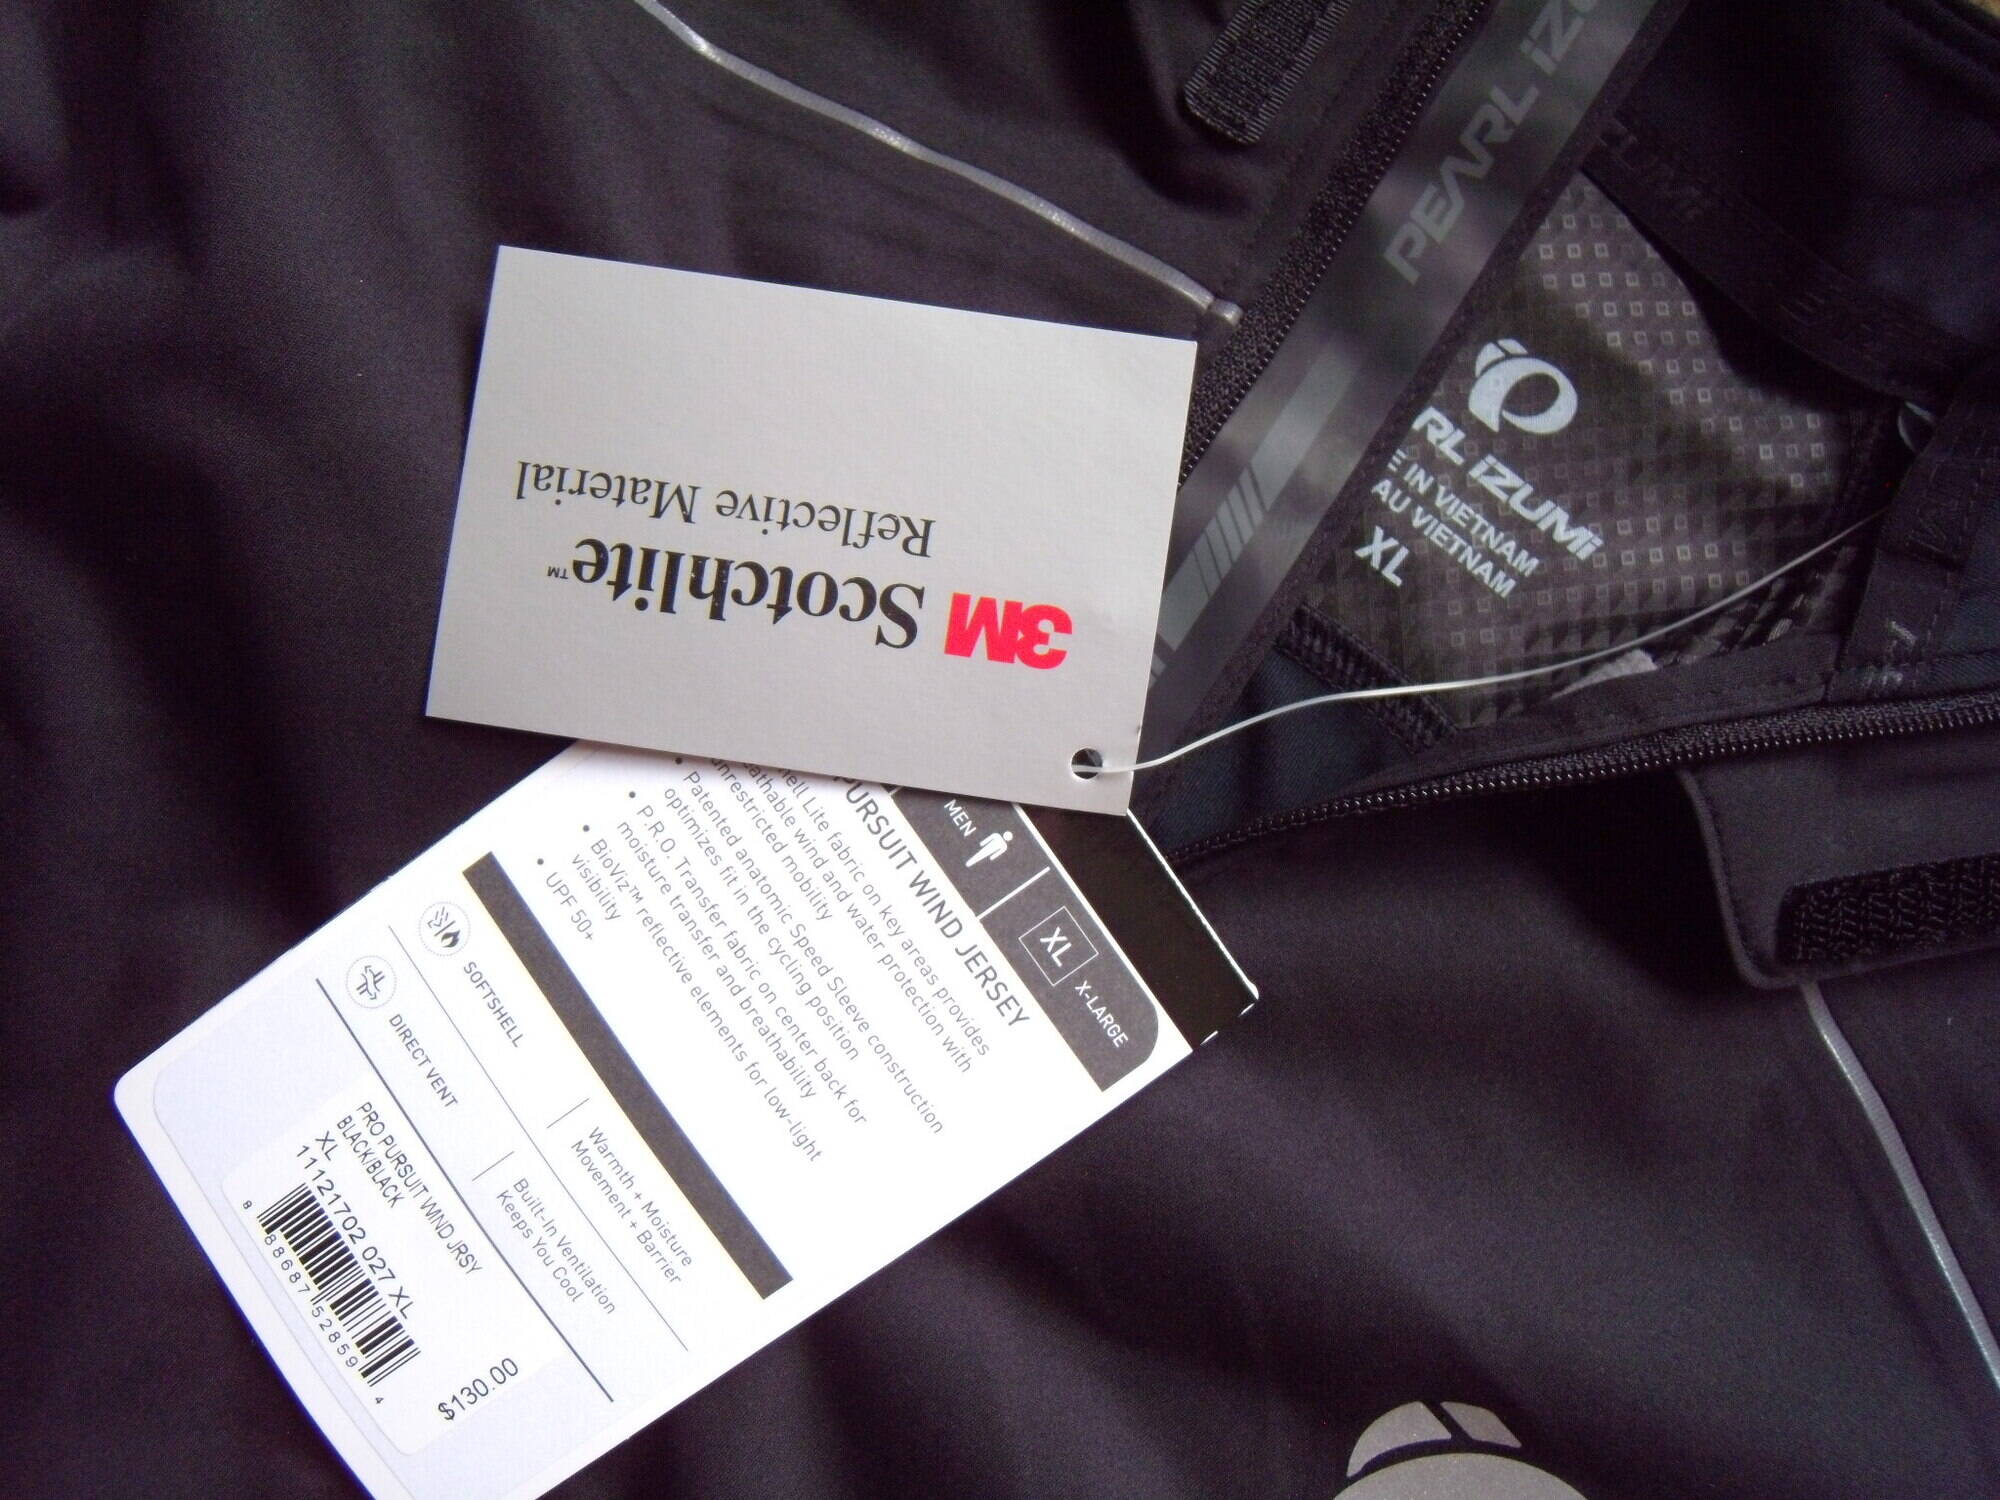 PEARL iZU
RL iZUMi
IN VIETNAM
AU VIETNAM
XL
3M Scotchlite™
Reflective Material
MEN
XL
X-LARGE
PURSUIT WIND JERSEY
Lite fabric on key areas provides
wind and water protection with
mobility
• Patented anatomic Speed Sleeve construction
optimizes fit in the cycling position
• P.R.O. Transfer fabric on center back for
moisture transfer and breathability
• BioViz™ reflective elements for low-light
visibility
• UPF 50+
SOFTSHELL
Warmth + Moisture
Movement + Barrier
DIRECT VENT
Built-In Ventilation
Keeps You Cool
PRO PURSUIT WIND JRSY
BLACK/BLACK
XL
11121702 027 XL
8 88687 52859 4
$130.00